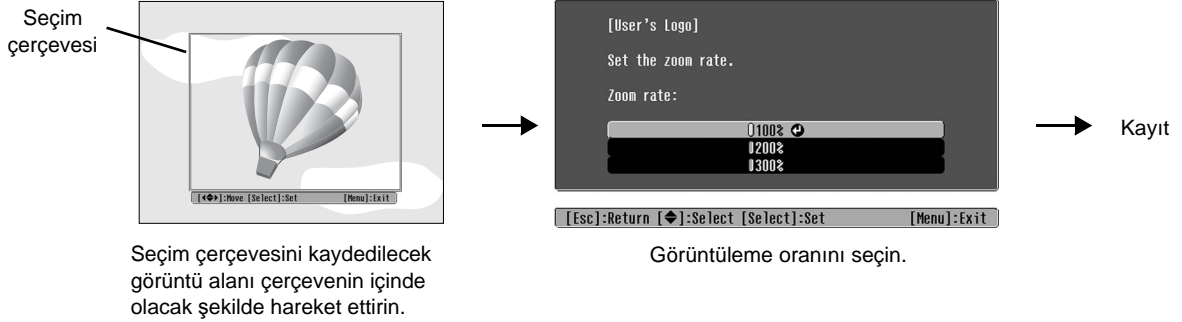 Seçim
çerçevesi
[◀◆▶]:Move [Select]:Set [Menu]:Exit
Seçim çerçevesini kaydedilecek
görüntü alanı çerçevenin içinde
olacak şekilde hareket ettirin.
[User's Logo]
Set the zoom rate.
Zoom rate:
100%
200%
300%
[Esc]:Return [◆]:Select [Select]:Set [Menu]:Exit
Görüntüleme oranını seçin.
Kayıt